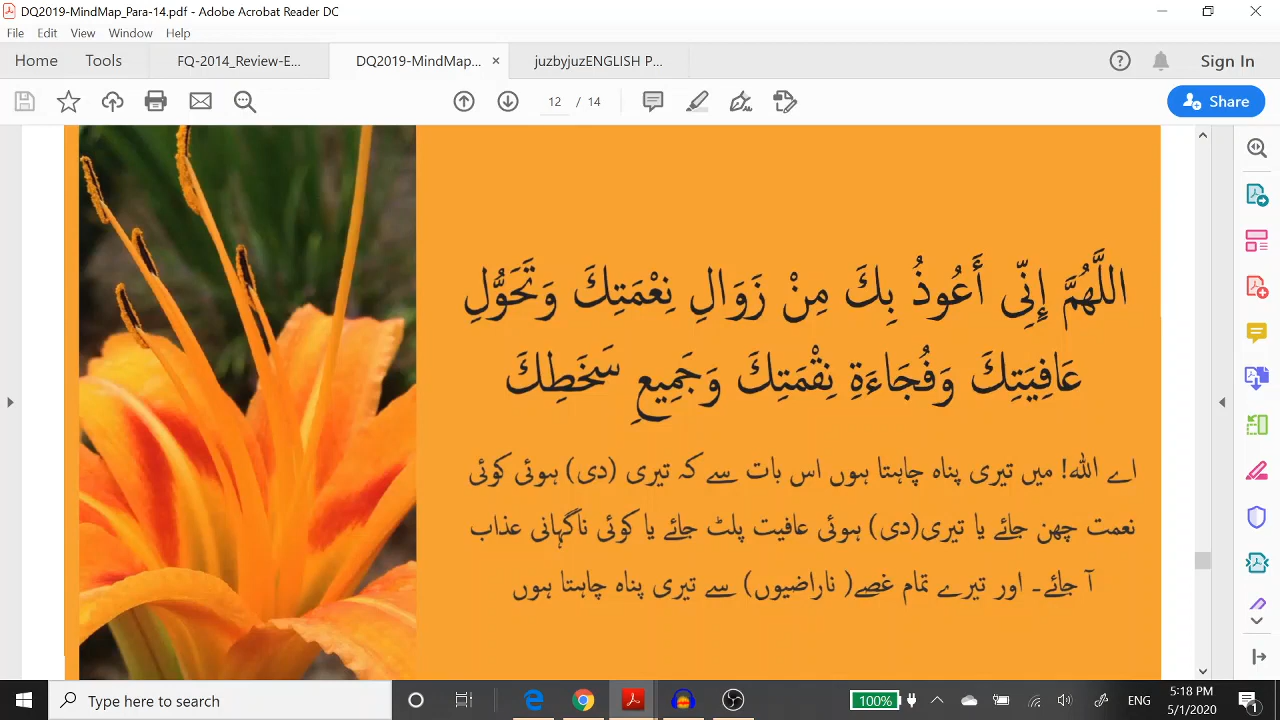 DQ2019-MindMap_Para-14.pdf - Adobe Acrobat Reader DC
File Edit View Window Help
Home Tools FQ-2014_Review-E... DQ2019-MindMap... × juzbyjuzENGLISH P... Sign In
12 / 14
Share
اللَّهُمَّ إِنِّى أَعُوذُ بِكَ مِنْ زَوَالِ نِعْمَتِكَ وَتَحَوُّلِ
عَافِيَتِكَ وَفُجَاءَةِ نِقْمَتِكَ وَجَمِيعِ سَخَطِكَ
اے اللہ! میں تیری پناہ چاہتا ہوں اس بات سے کہ تیری (دی) ہوئی کوئی
نعمت چھن جائے یا تیری(دی) ہوئی عافیت پلٹ جائے یا کوئی ناگہانی عذاب
آ جائے۔ اور تیرے تمام غصے( ناراضیوں) سے تیری پناہ چاہتا ہوں
Type here to search
100%
ENG
5:18 PM
5/1/2020
1